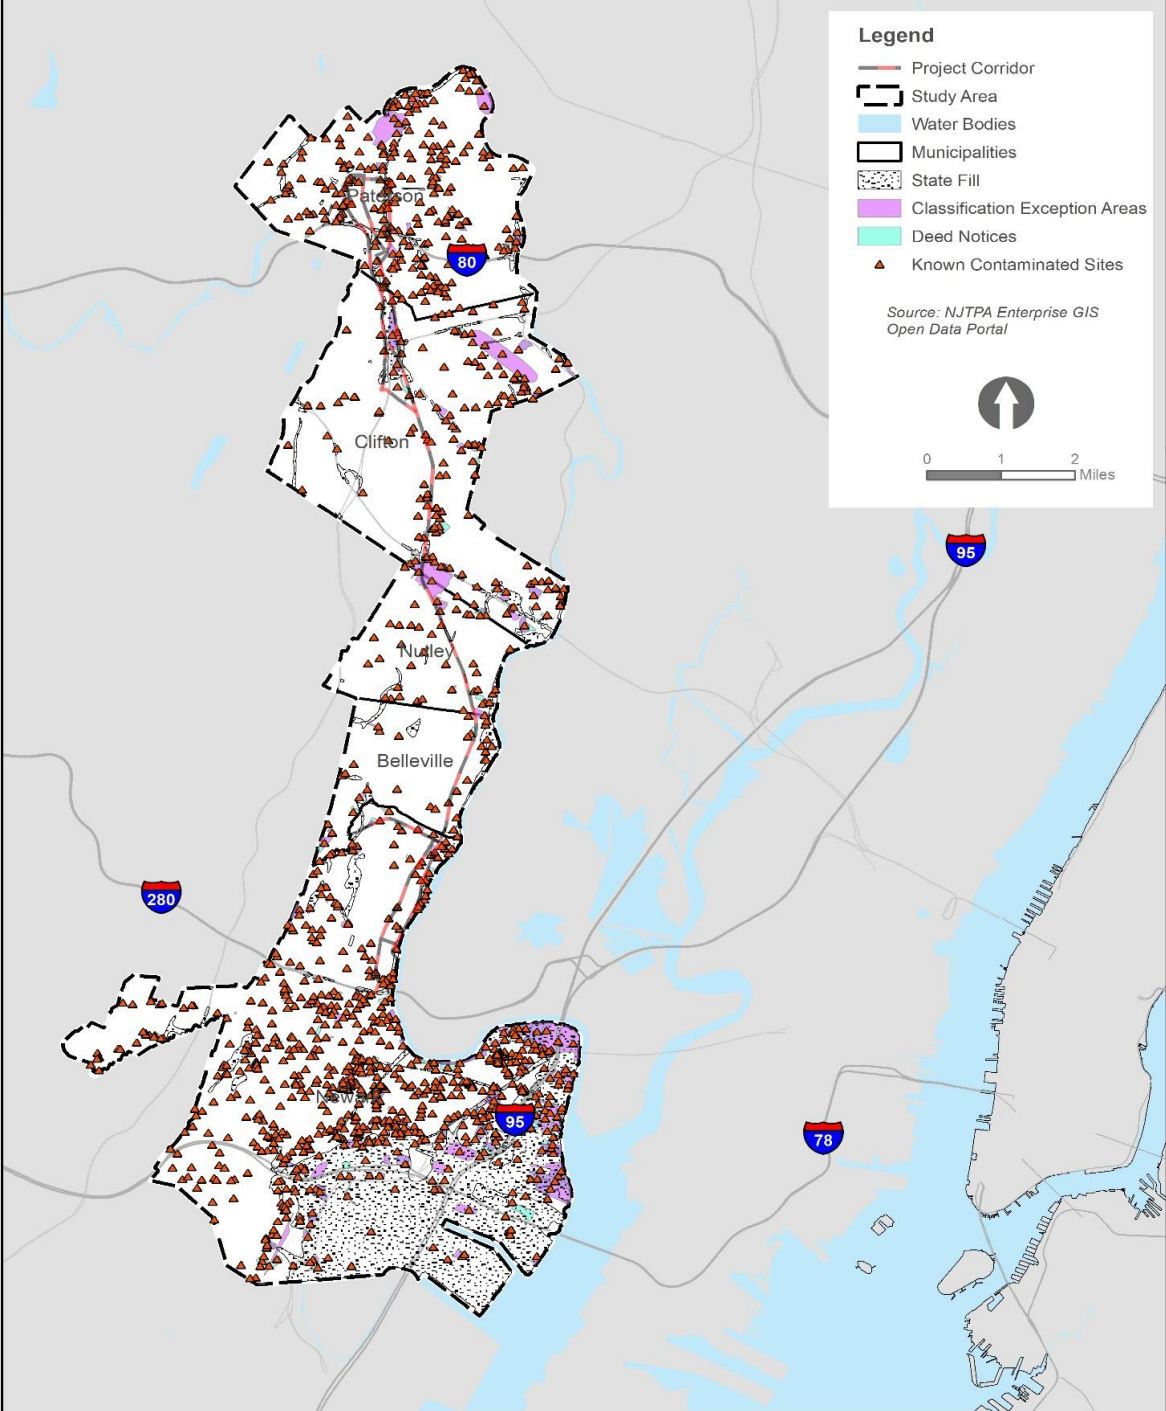 Legend
Project Corridor
Study Area
Water Bodies
Municipalities
State Fill
Classification Exception Areas
Deed Notices
Known Contaminated Sites
Source: NJTPA Enterprise GIS
Open Data Portal
0 1 2
Miles
Paterson
80
Clifton
95
Nutley
Belleville
280
Newark
95
78